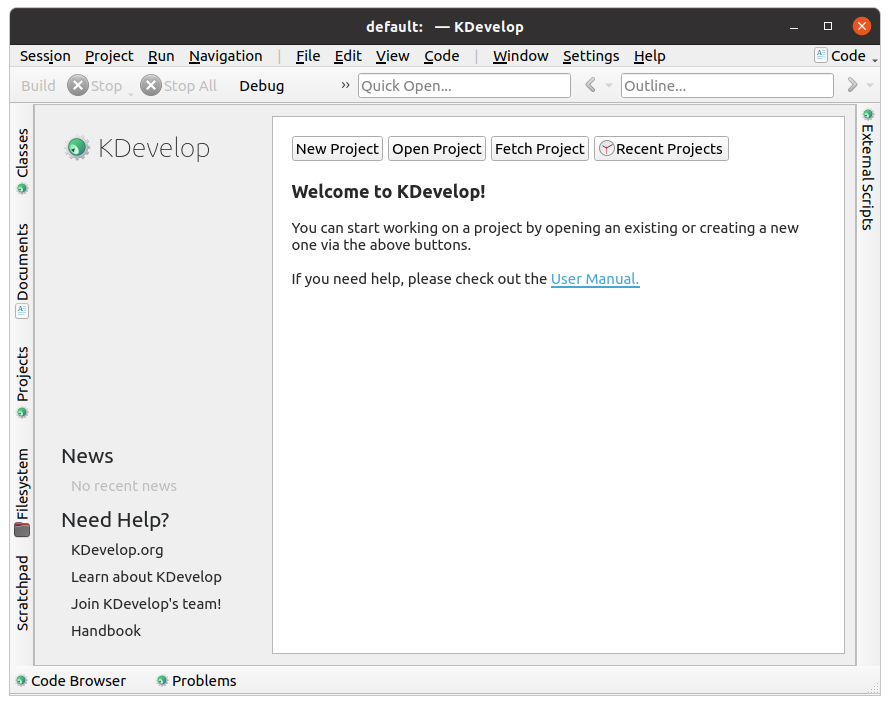 default:  — KDevelop
Session Project Run Navigation | File Edit View Code | Window Settings Help Code
Build Stop Stop All Debug » Quick Open... Outline...
Classes
Documents
Projects
Filesystem
Scratchpad
KDevelop
News
No recent news
Need Help?
KDevelop.org
Learn about KDevelop
Join KDevelop's team!
Handbook
New Project Open Project Fetch Project Recent Projects
Welcome to KDevelop!
You can start working on a project by opening an existing or creating a new
one via the above buttons.
If you need help, please check out the User Manual.
External Scripts
Code Browser Problems